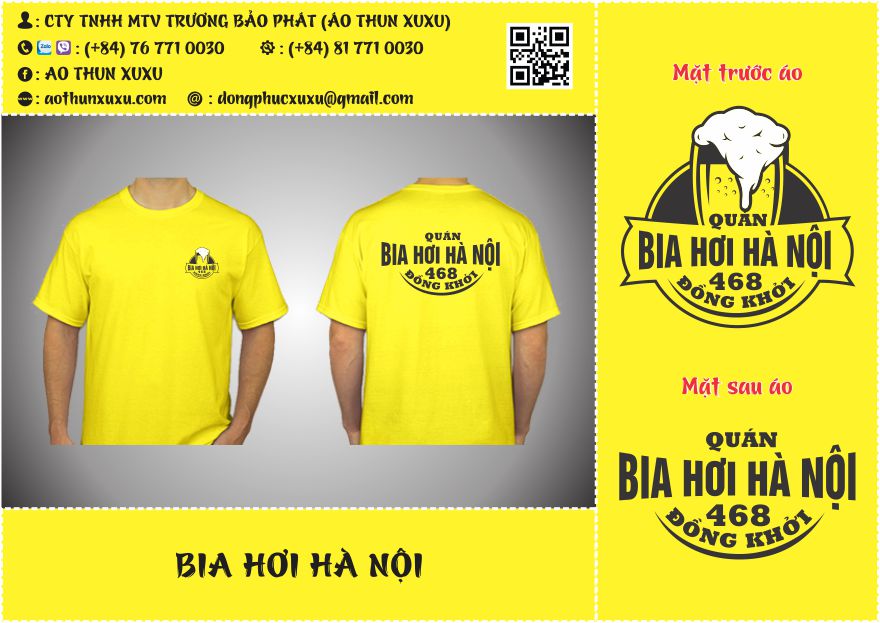 : CTY TNHH MTV TRƯƠNG BẢO PHÁT (ÁO THUN XUXU)
Zalo : (+84) 76 771 0030 : (+84) 81 771 0030
: AO THUN XUXU
: aothunxuxu.com @ : dongphucxuxu@gmail.com
Mặt trước áo
QUÁN
BIA HƠI HÀ NỘI
468
ĐỒNG KHỞI
BIA HƠI HÀ NỘI
468
ĐỒNG KHỞI
QUÁN
BIA HƠI HÀ NỘI
468
ĐỒNG KHỞI
Mặt sau áo
QUÁN
BIA HƠI HÀ NỘI
468
ĐỒNG KHỞI
BIA HƠI HÀ NỘI